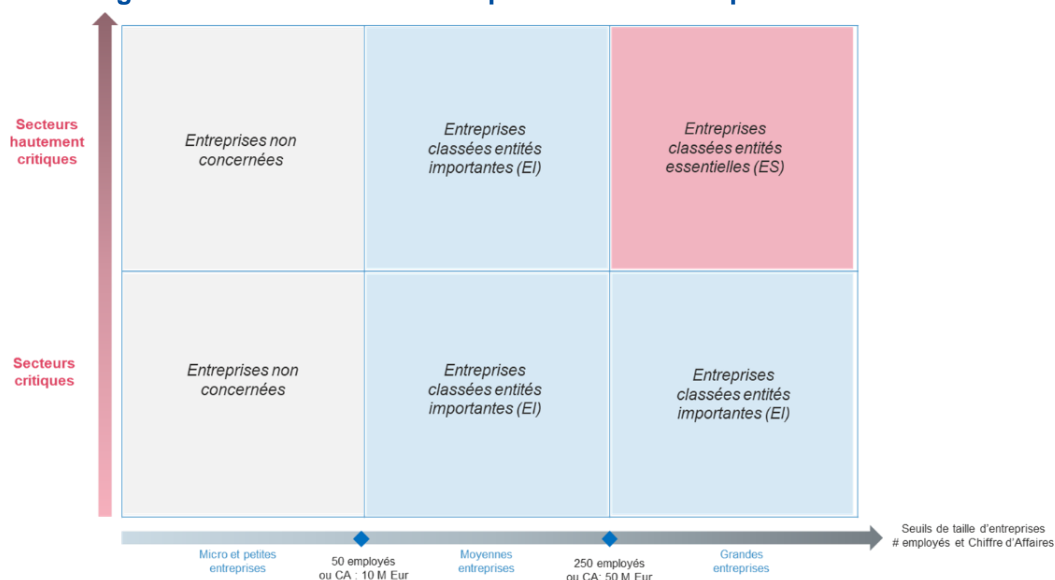 Secteurs
hautement
critiques
Entreprises non
concernées
Entreprises
classées entités
importantes (EI)
Entreprises
classées entités
essentielles (ES)
Secteurs
critiques
Entreprises non
concernées
Entreprises
classées entités
importantes (EI)
Entreprises
classées entités
importantes (EI)
Micro et petites
entreprises
50 employés
ou CA : 10 M Eur
Moyennes
entreprises
250 employés
ou CA: 50 M Eur
Grandes
entreprises
Seuils de taille d'entreprises
# employés et Chiffre d'Affaires